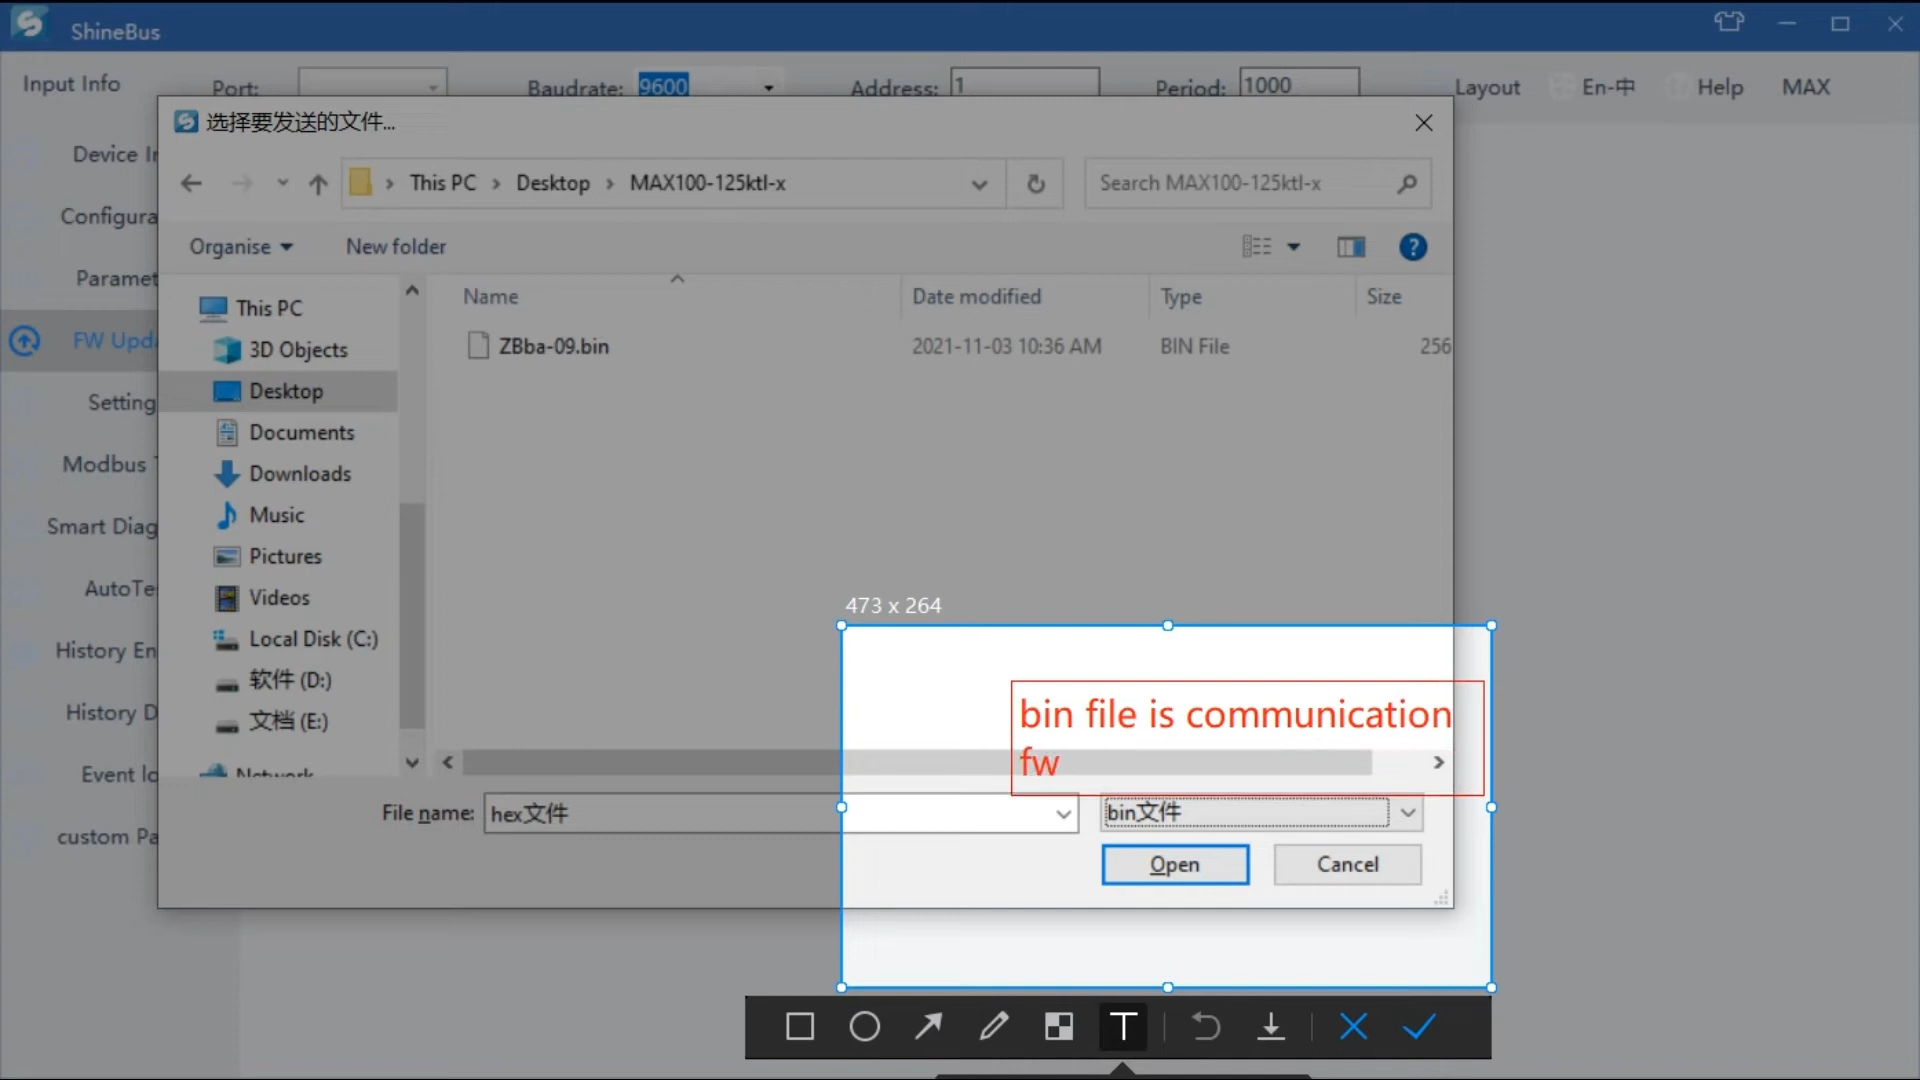 ShineBus
Input Info
Port:
Baudrate: 9600
Address: 1
Period: 1000
Layout
En-中
Help
MAX
选择要发送的文件...
This PC > Desktop > MAX100-125ktl-x
Search MAX100-125ktl-x
Organise
New folder
Device In
Configura
Paramet
FW Upda
Setting
Modbus T
Smart Diag
AutoTes
History En
History D
Event lo
custom Pa
This PC
3D Objects
Desktop
Documents
Downloads
Music
Pictures
Videos
Local Disk (C:)
软件 (D:)
文档 (E:)
Network
Name
Date modified
Type
Size
ZBba-09.bin
2021-11-03 10:36 AM
BIN File
256
473 x 264
bin file is communication
fw
File name: hex文件
bin文件
Open
Cancel